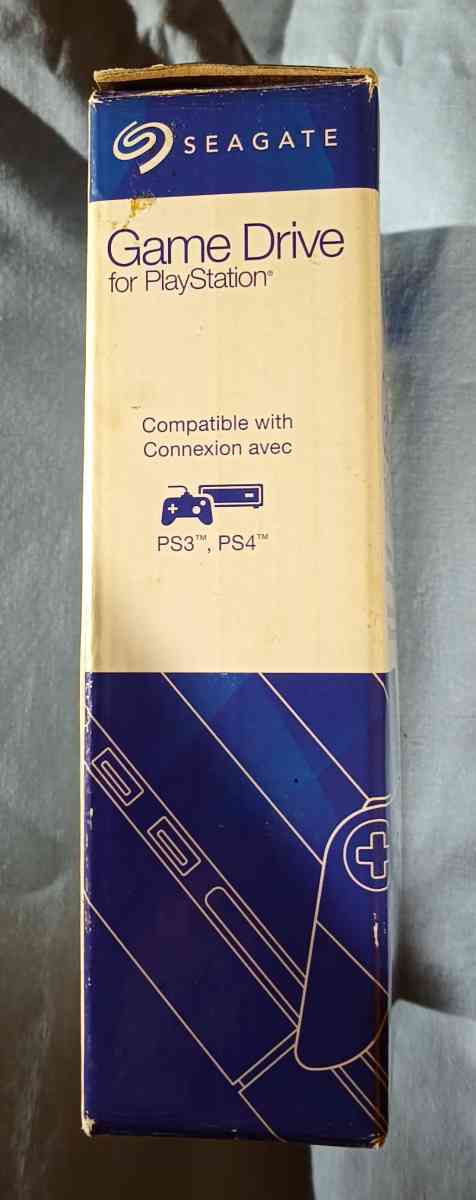 SEAGATE
Game Drive
for PlayStation®
Compatible with
Connexion avec
PS3™, PS4™